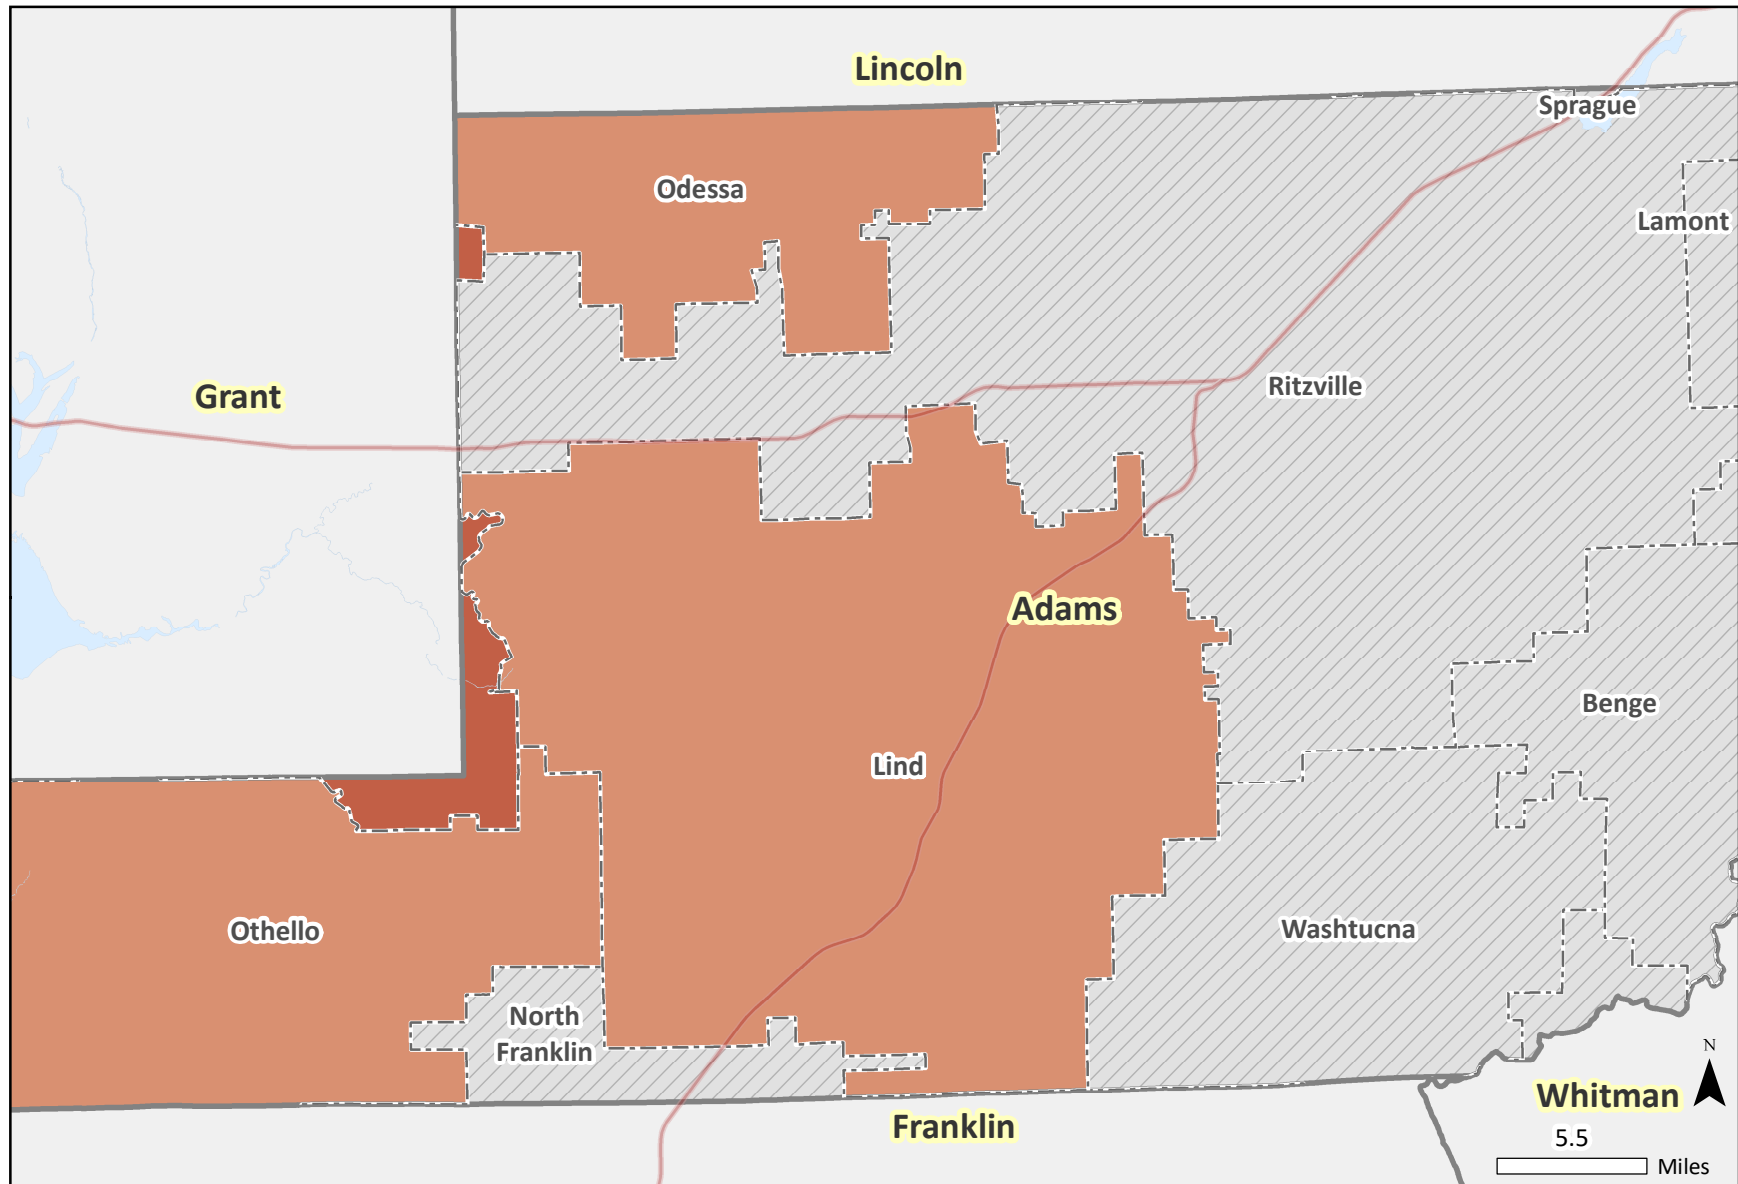 Lincoln
Sprague
Odessa
Lamont
Grant
Ritzville
Adams
Benge
Lind
Othello
Washtucna
North
Franklin
N
Whitman
Franklin
5.5
Miles